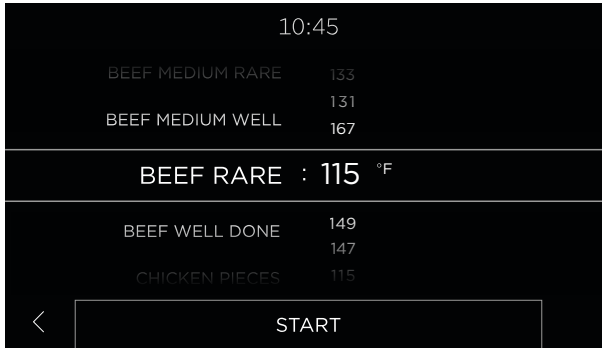 10:45
BEEF MEDIUM RARE 133
131
BEEF MEDIUM WELL 167
BEEF RARE : 115 °F
BEEF WELL DONE 149
147
CHICKEN PIECES 115
< START